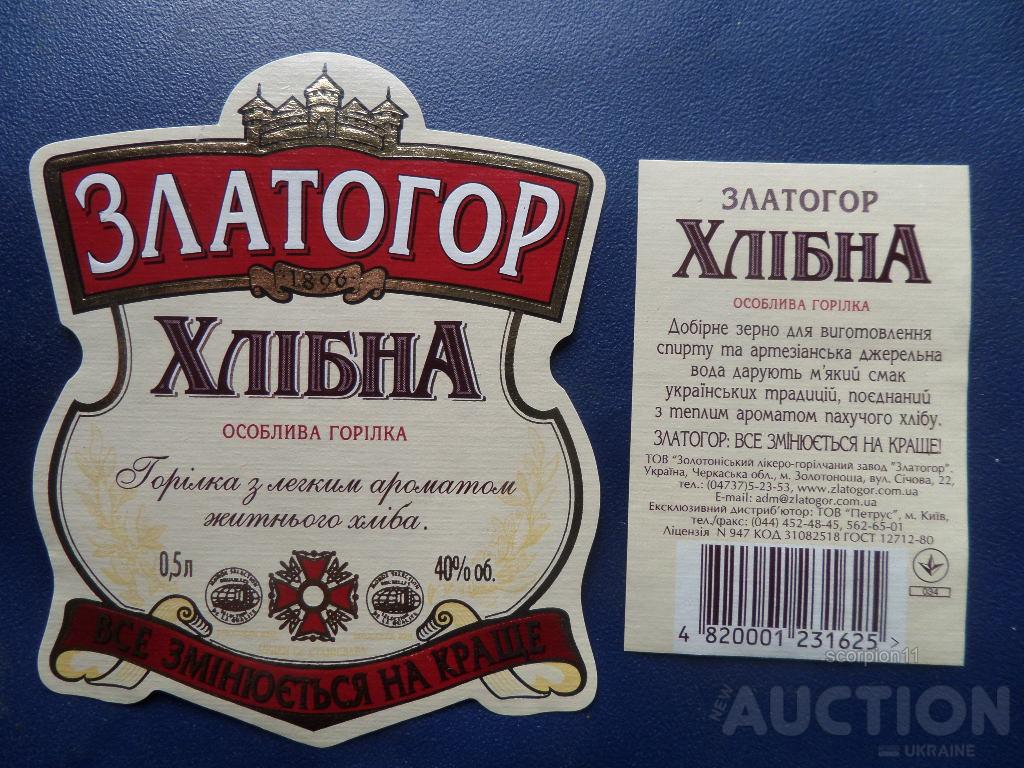 ЗЛАТОГОР
1896
ХЛІБНА
ОСОБЛИВА ГОРІЛКА
Горілка з легким ароматом
житнього хліба.
0,5л
40% об.
ВСЕ ЗМІНЮЄТЬСЯ НА КРАЩЕ
ЗЛАТОГОР
ХЛІБНА
ОСОБЛИВА ГОРІЛКА
Добірне зерно для виготовлення
спирту та артезіанська джерельна
вода дарують м'який смак
українських традицій, поєднаний
з теплим ароматом пахучого хлібу.
ЗЛАТОГОР: ВСЕ ЗМІНЮЄТЬСЯ НА КРАЩЕ!
ТОВ "Золотоніський лікеро-горілчаний завод "Златогор".
Україна, Черкаська обл., м. Золотоноша, вул. Січова, 22,
тел.: (04737)5-23-53, www.zlatogor.com.ua
E-mail: adm@zlatogor.com.ua
Ексклюзивний дистриб'ютор: ТОВ "Петрус", м. Київ,
тел./факс: (044) 452-48-45, 562-65-01
Ліцензія N 947 КОД 31082518 ГОСТ 12712-80
034
4 820001 231625 >
scorpion11
NEW AUCTION
UKRAINE